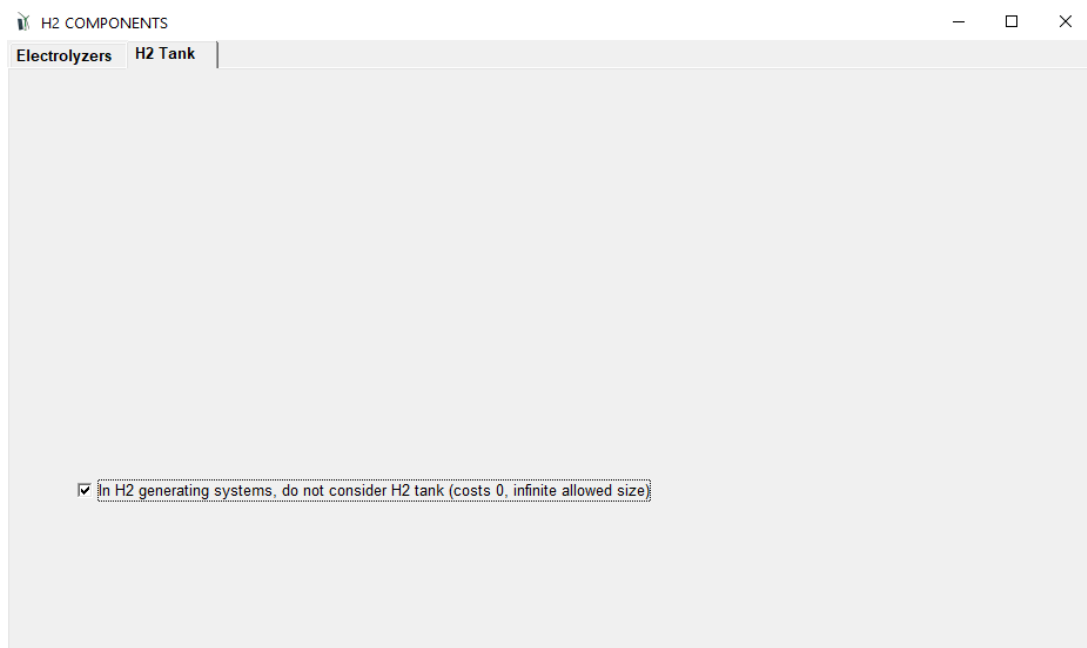 H2 COMPONENTS
Electrolyzers H2 Tank
In H2 generating systems, do not consider H2 tank (costs 0, infinite allowed size)